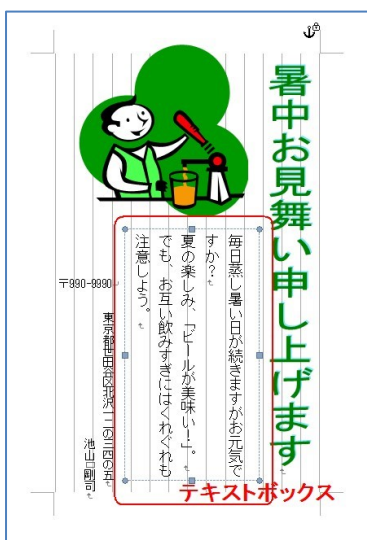 暑中お見舞い申し上げます
毎日蒸し暑い日が続きますがお元気で
すか?
夏の楽しみ、「ビールが美味い!」。
でも、お互い飲みすぎにはくれぐれも
注意しよう。
〒990-9990
東京都世田谷区北沢一二の三四の五
池山□剛司
テキストボックス